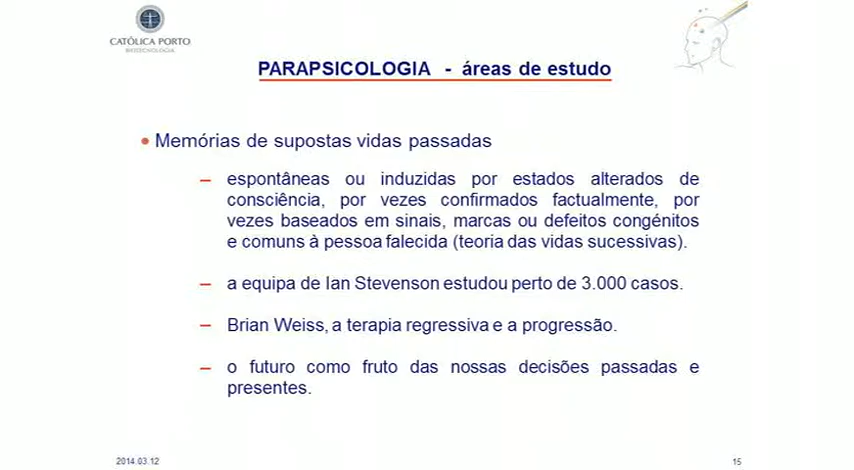 CATÓLICA PORTO
BIOTECNOLOGIA
PARAPSICOLOGIA - áreas de estudo
• Memórias de supostas vidas passadas
– espontâneas ou induzidas por estados alterados de
consciência, por vezes confirmados factualmente, por
vezes baseados em sinais, marcas ou defeitos congénitos
e comuns à pessoa falecida (teoria das vidas sucessivas).
– a equipa de Ian Stevenson estudou perto de 3.000 casos.
– Brian Weiss, a terapia regressiva e a progressão.
– o futuro como fruto das nossas decisões passadas e
presentes.
2014.03.12
15